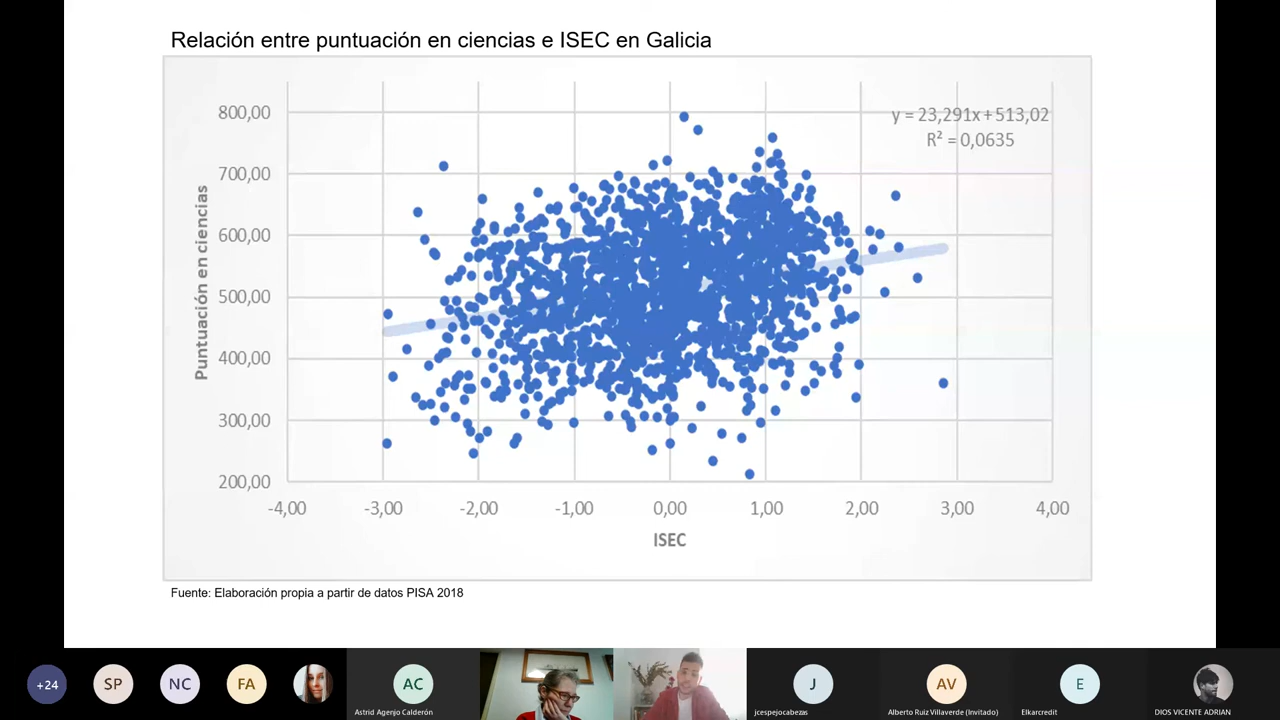 Relación entre puntuación en ciencias e ISEC en Galicia
y = 23,291x + 513,02
R² = 0,0635
800,00
700,00
600,00
500,00
400,00
300,00
200,00
Puntuación en ciencias
-4,00 -3,00 -2,00 -1,00 0,00 1,00 2,00 3,00 4,00
ISEC
Fuente: Elaboración propia a partir de datos PISA 2018
+24 SP NC FA AC J AV E
Astrid Agenjo Calderón jcespejocabezas Alberto Ruiz Villaverde (Invitado) Elkarcredit DIOS VICENTE ADRIAN